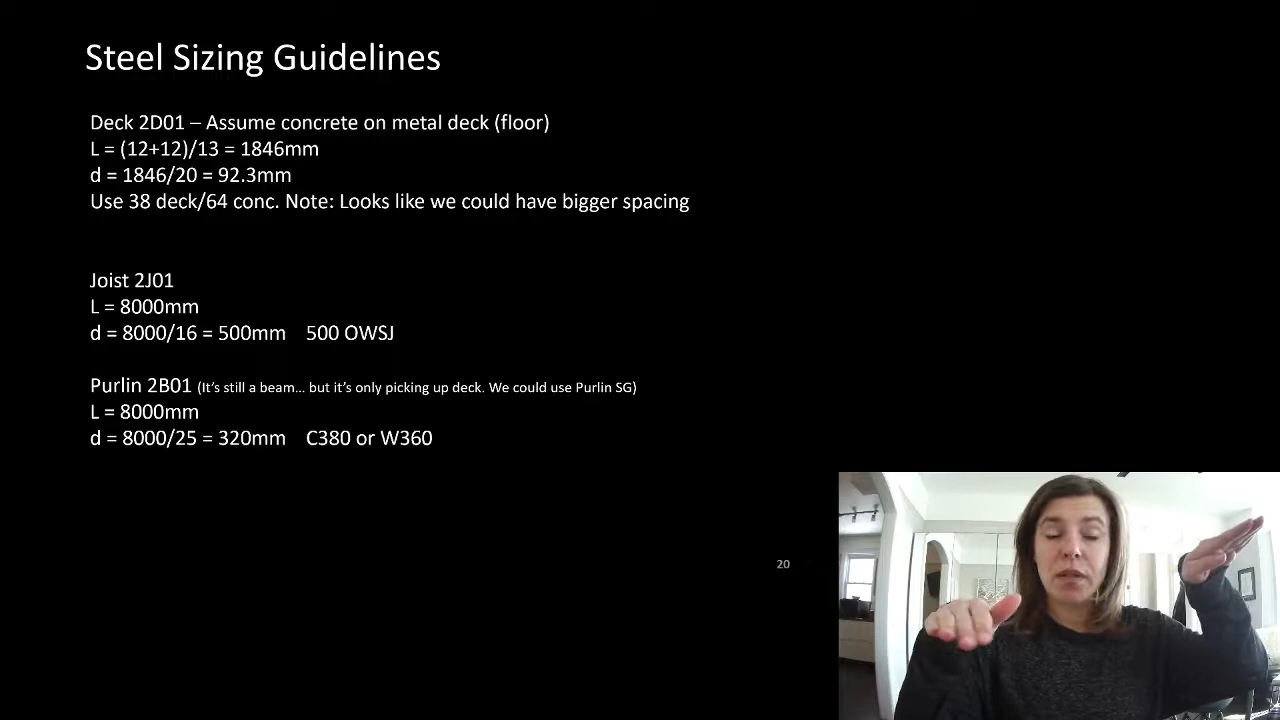 Steel Sizing Guidelines
Deck 2D01 – Assume concrete on metal deck (floor)
L = (12+12)/13 = 1846mm
d = 1846/20 = 92.3mm
Use 38 deck/64 conc. Note: Looks like we could have bigger spacing
Joist 2J01
L = 8000mm
d = 8000/16 = 500mm    500 OWSJ
Purlin 2B01 (It’s still a beam… but it’s only picking up deck. We could use Purlin SG)
L = 8000mm
d = 8000/25 = 320mm    C380 or W360
20